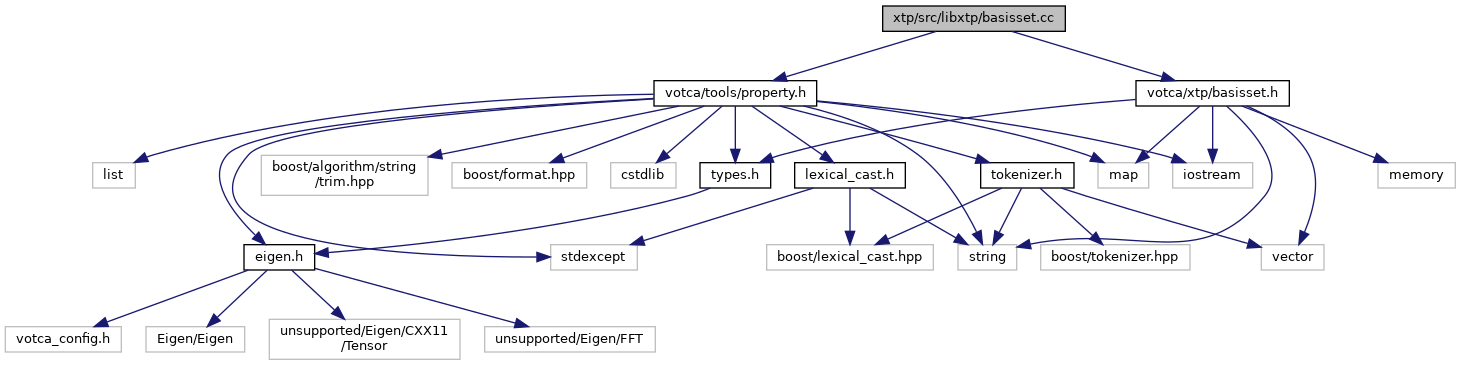 xtp/src/libxtp/basisset.cc
votca/tools/property.h
votca/xtp/basisset.h
list
boost/algorithm/string
/trim.hpp
boost/format.hpp
cstdlib
types.h
lexical_cast.h
tokenizer.h
map
iostream
memory
eigen.h
stdexcept
boost/lexical_cast.hpp
string
boost/tokenizer.hpp
vector
votca_config.h
Eigen/Eigen
unsupported/Eigen/CXX11
/Tensor
unsupported/Eigen/FFT